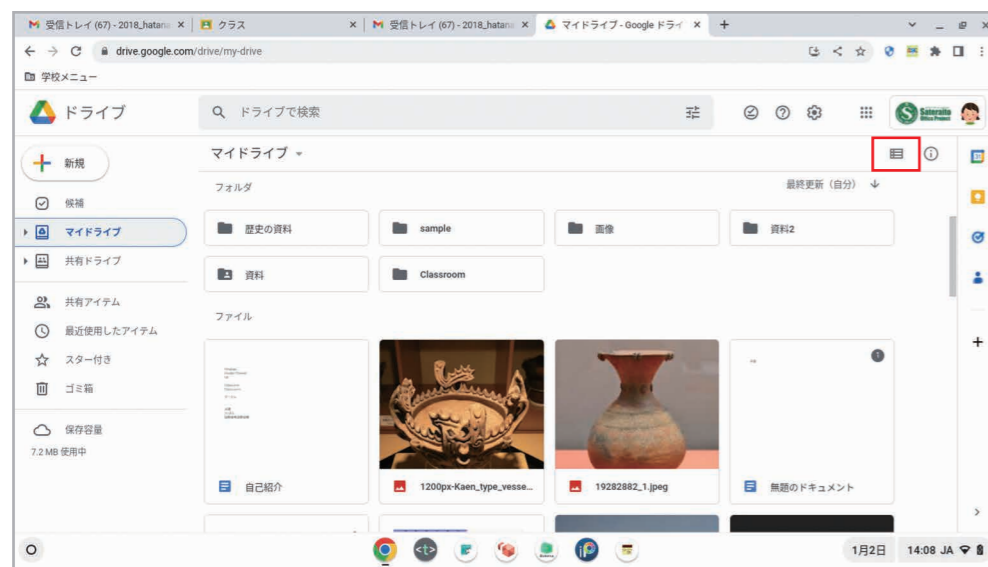 受信トレイ (67) - 2018_hatana
クラス
受信トレイ (67) - 2018_hatana
マイドライブ - Google ドライ
drive.google.com/drive/my-drive
学校メニュー
ドライブ
ドライブで検索
Sateraito
Office Project
新規
マイドライブ
候補
マイドライブ
共有ドライブ
共有アイテム
最近使用したアイテム
スター付き
ゴミ箱
保存容量
7.2 MB 使用中
フォルダ
最終更新（自分）
歴史の資料
sample
画像
資料2
資料
Classroom
ファイル
1
自己紹介
1200px-Kaen_type_vesse...
19282882_1.jpeg
無題のドキュメント
1月2日
14:08 JA